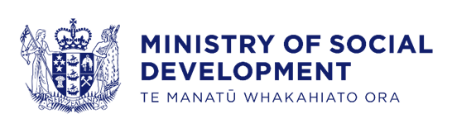 MINISTRY OF SOCIAL
DEVELOPMENT
TE MANATŪ WHAKAHIATO ORA